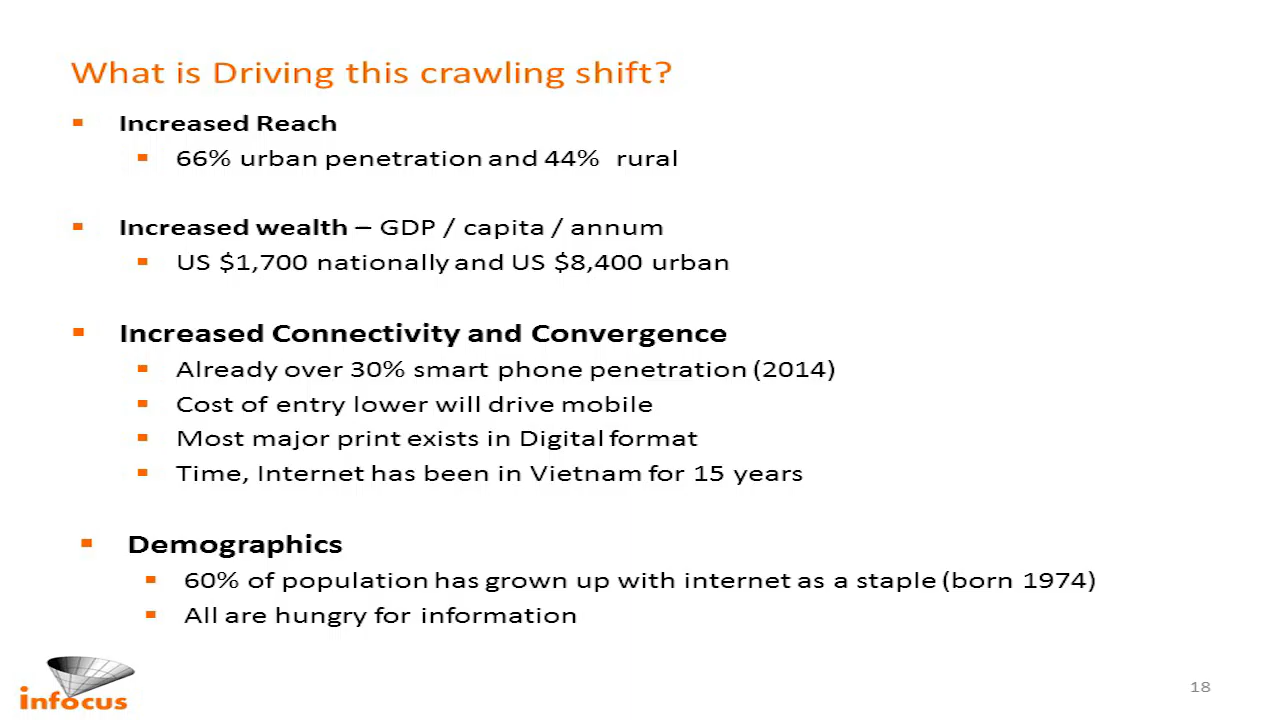 What is Driving this crawling shift?
Increased Reach
66% urban penetration and 44% rural
Increased wealth – GDP / capita / annum
US $1,700 nationally and US $8,400 urban
Increased Connectivity and Convergence
Already over 30% smart phone penetration (2014)
Cost of entry lower will drive mobile
Most major print exists in Digital format
Time, Internet has been in Vietnam for 15 years
Demographics
60% of population has grown up with internet as a staple (born 1974)
All are hungry for information
infocus
18